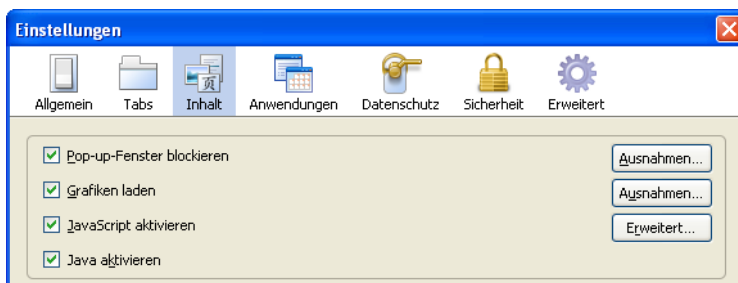 Einstellungen
Allgemein Tabs Inhalt Anwendungen Datenschutz Sicherheit Erweitert
页
Pop-up-Fenster blockieren Ausnahmen...
Grafiken laden Ausnahmen...
JavaScript aktivieren Erweitert...
Java aktivieren